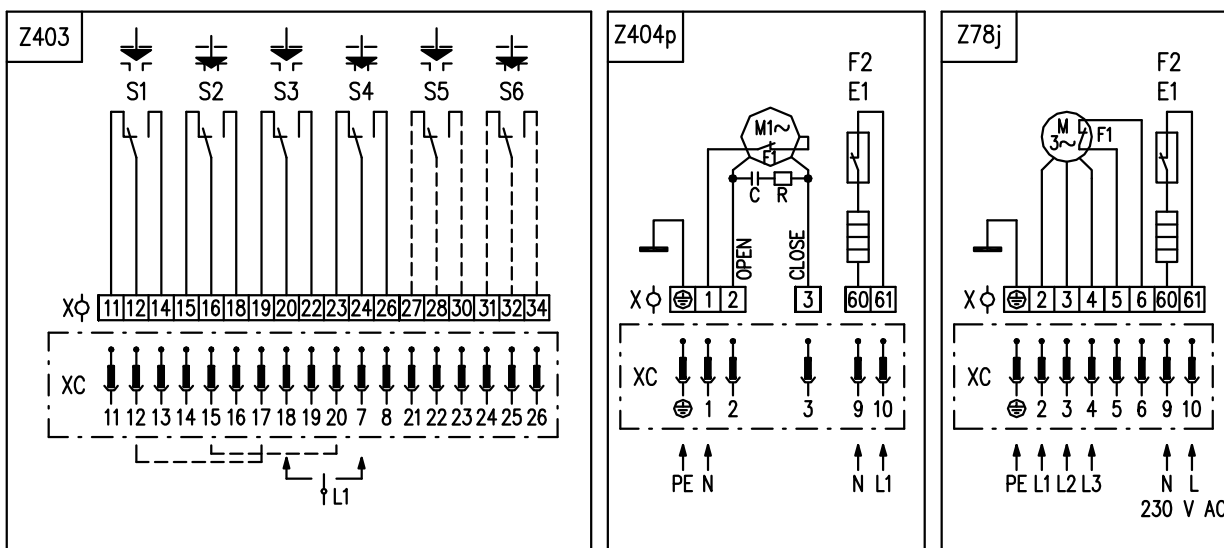 Z403
S1 S2 S3 S4 S5 S6
X 11 12 14 15 16 18 19 20 22 23 24 26 27 28 30 31 32 34
XC
11 12 13 14 15 16 17 18 19 20 7 8 21 22 23 24 25 26
L1
Z404p
F2
E1
M1~
F1
C R
OPEN
CLOSE
X 1 2 3 60 61
XC
1 2 3 9 10
PE N N L1
Z78j
F2
E1
M
3~
F1
X 2 3 4 5 6 60 61
XC
2 3 4 5 6 9 10
PE L1 L2 L3 N L
230 V AC